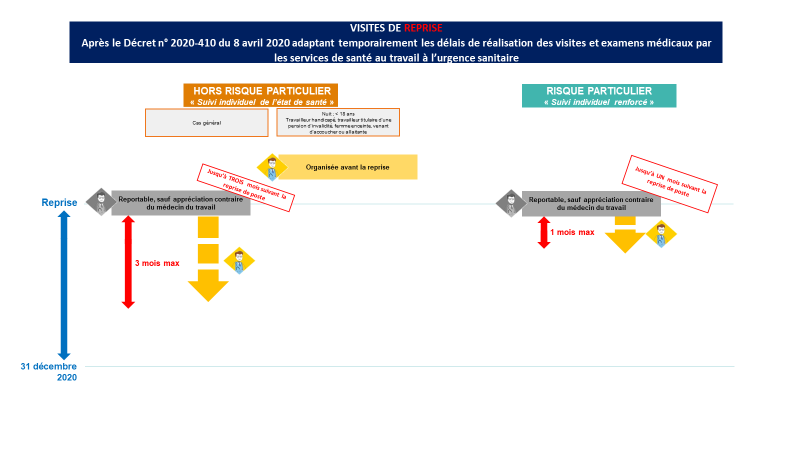 VISITES DE REPRISE
Après le Décret n° 2020-410 du 8 avril 2020 adaptant temporairement les délais de réalisation des visites et examens médicaux par
les services de santé au travail à l'urgence sanitaire
HORS RISQUE PARTICULIER
« Suivi individuel de l'état de santé »
RISQUE PARTICULIER
« Suivi individuel renforcé »
Cas général
Nuit ; < 18 ans
Travailleur handicapé, travailleur titulaire d'une
pension d'invalidité, femme enceinte, venant
d'accoucher ou allaitante
Organisée avant la reprise
Jusqu'à TROIS mois suivant la
reprise de poste
Jusqu'à UN mois suivant la
reprise de poste
Reprise
Reportable, sauf appréciation contraire
du médecin du travail
Reportable, sauf appréciation contraire
du médecin du travail
3 mois max
1 mois max
31 décembre
2020